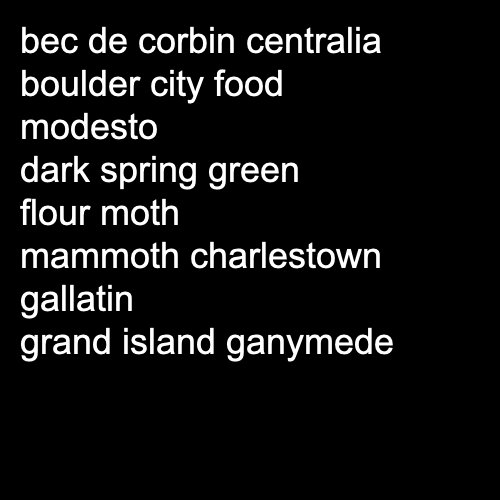 bec de corbin centralia
boulder city food
modesto
dark spring green
flour moth
mammoth charlestown
gallatin
grand island ganymede